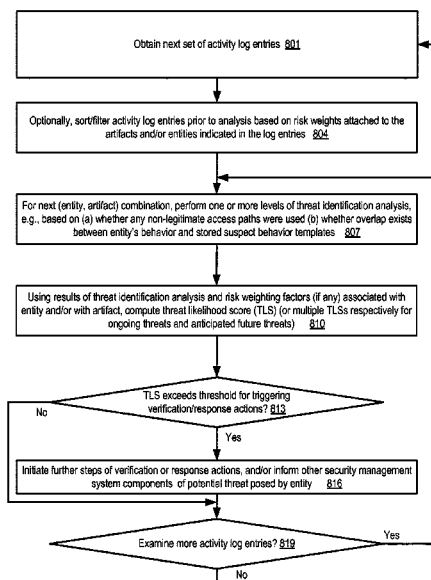 Obtain next set of activity log entries 801
Optionally, sort/filter activity log entries prior to analysis based on risk weights attached to the
artifacts and/or entities indicated in the log entries 804
For next (entity, artifact) combination, perform one or more levels of threat identification analysis,
e.g., based on (a) whether any non-legitimate access paths were used (b) whether overlap exists
between entity's behavior and stored suspect behavior templates
807
Using results of threat identification analysis and risk weighting factors (if any) associated with
entity and/or with artifact, compute threat likelihood score (TLS) (or multiple TLSs respectively for
ongoing threats and anticipated future threats) 810
TLS exceeds threshold for triggering
verification/response actions? 813
No
Yes
Initiate further steps of verification or response actions, and/or inform other security management
system components of potential threat posed by entity 816
Examine more activity log entries? 819
Yes
No